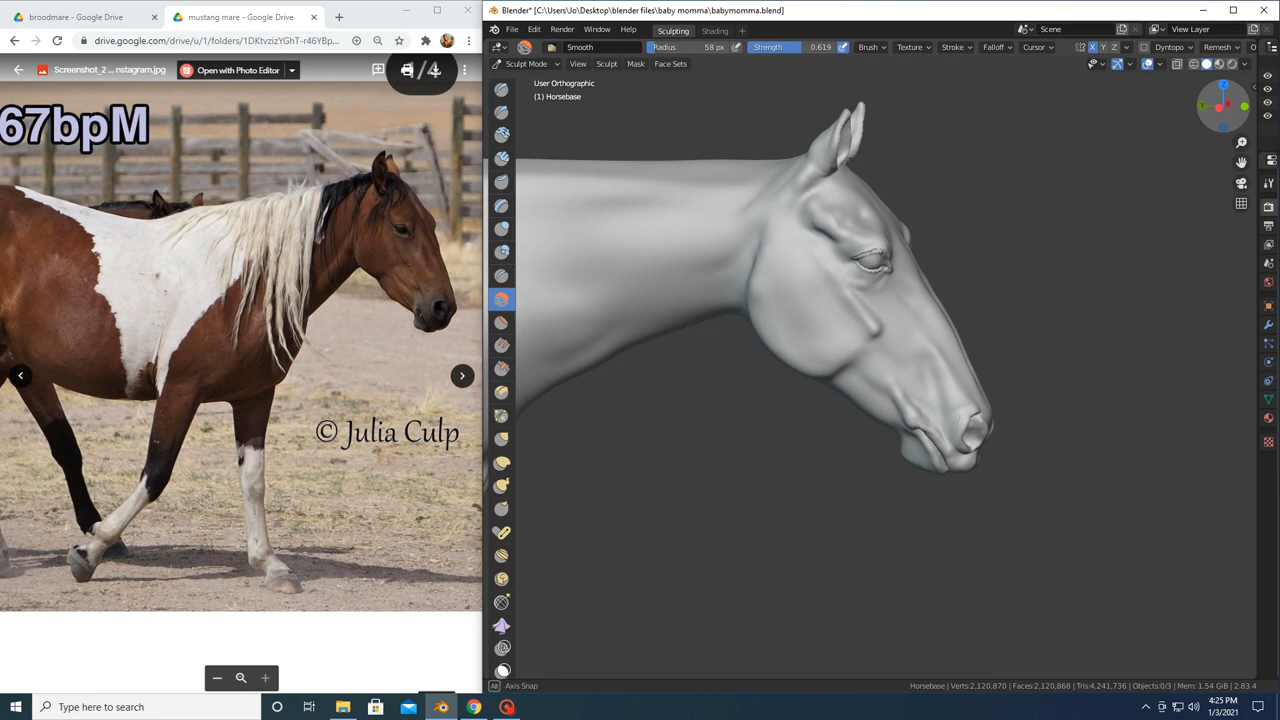 broodmare - Google Drive
mustang mare - Google Drive
drive.google.com/drive/u/1/folders/1DKtvzizYGhT-r46YBp...
Screenshot_2 ... nstagram.jpg
Open with Photo Editor
/ 4
67bpM
© Julia Culp
Blender* [C:\Users\Jo\Desktop\blender files\baby momma\babymomma.blend]
File Edit Render Window Help
Sculpting
Shading
Scene
View Layer
Smooth
Radius 58 px
Strength 0.619
Brush
Texture
Stroke
Falloff
Cursor
X Y Z
Dyntopo
Remesh
O
Sculpt Mode
View
Sculpt
Mask
Face Sets
User Orthographic
(1) Horsebase
Z
Y
Alt Axis Snap
Horsebase | Verts:2,120,870 | Faces:2,120,868 | Tris:4,241,736 | Objects:0/3 | Mem: 1.54 GiB | 2.83.4
Type here to search
4:25 PM
1/3/2021